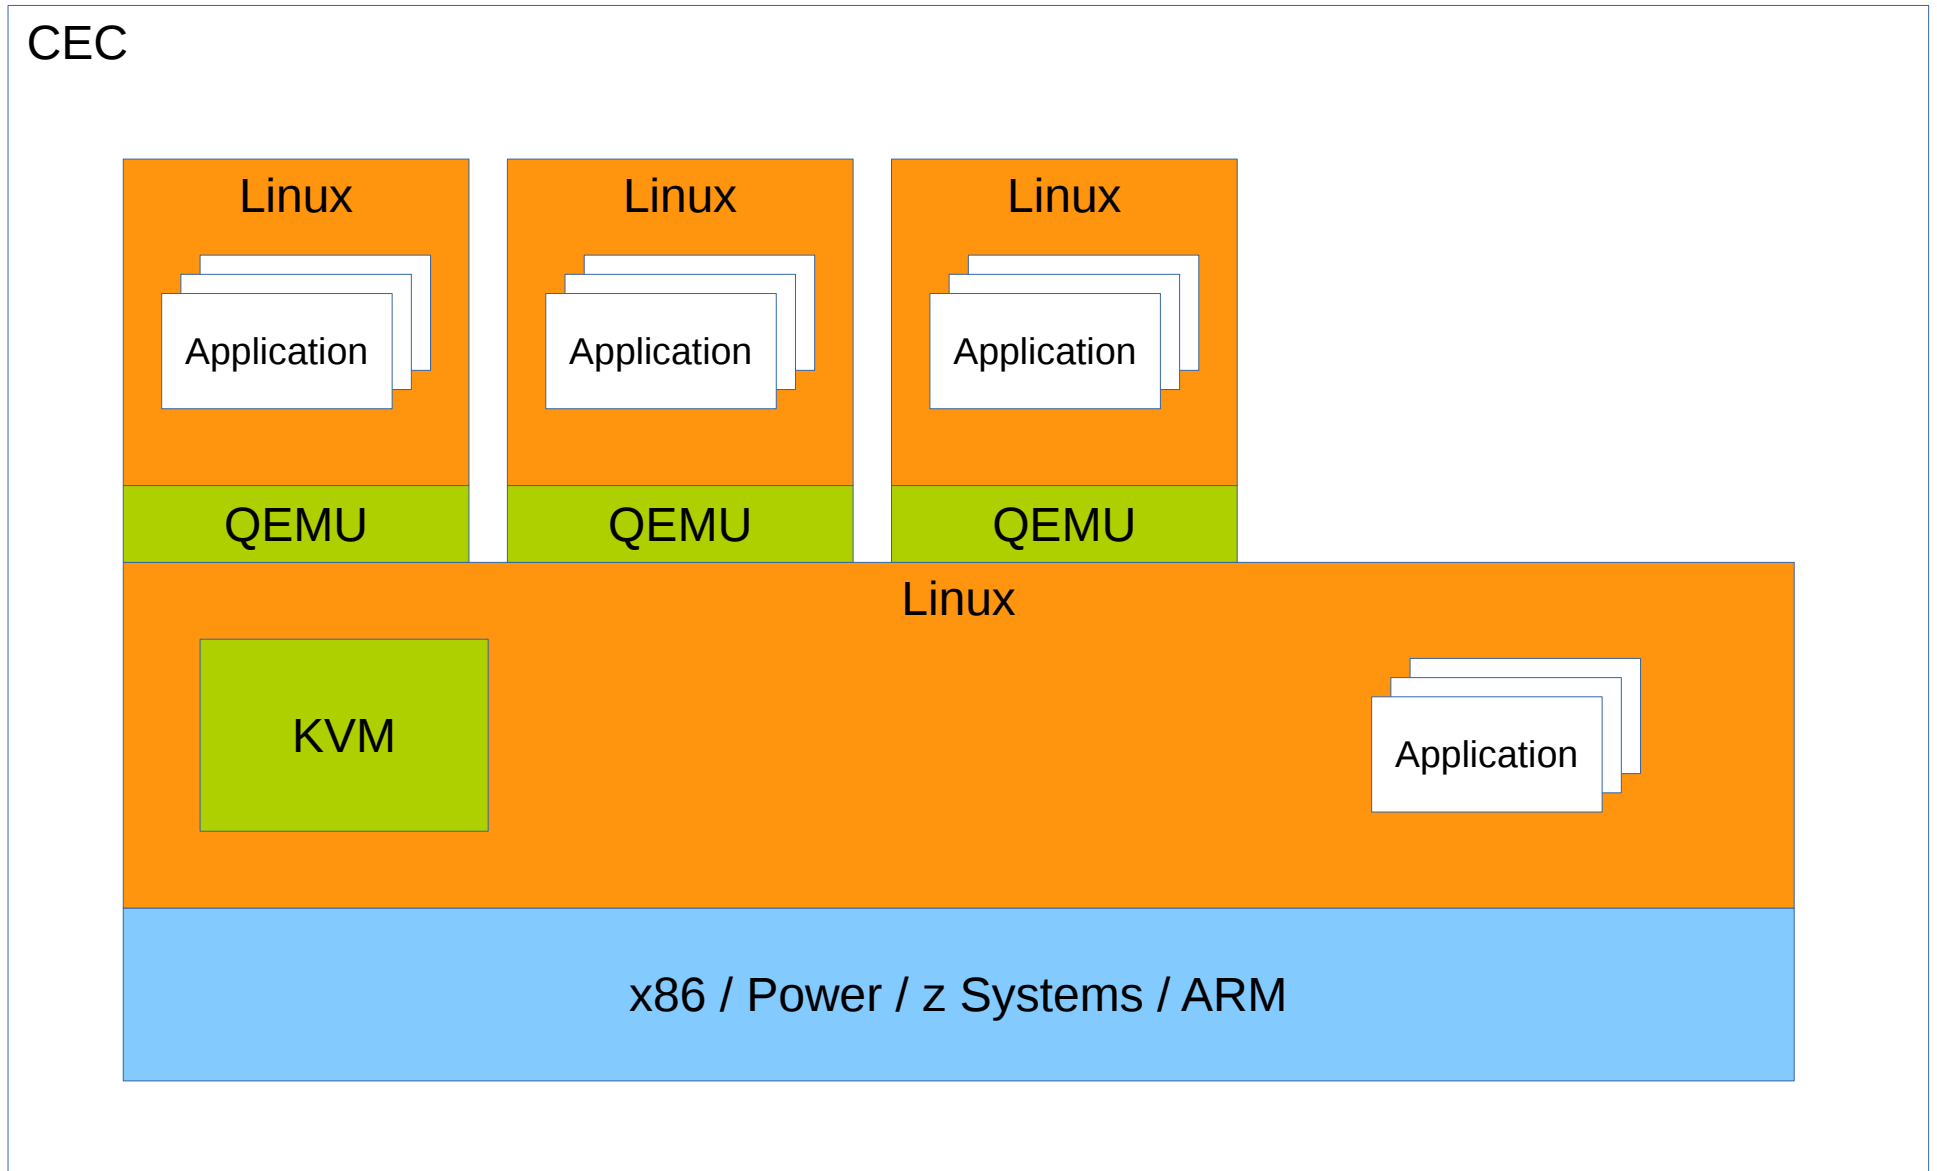 CEC
Linux
Linux
Linux
Application
Application
Application
QEMU
QEMU
QEMU
Linux
KVM
Application
x86 / Power / z Systems / ARM